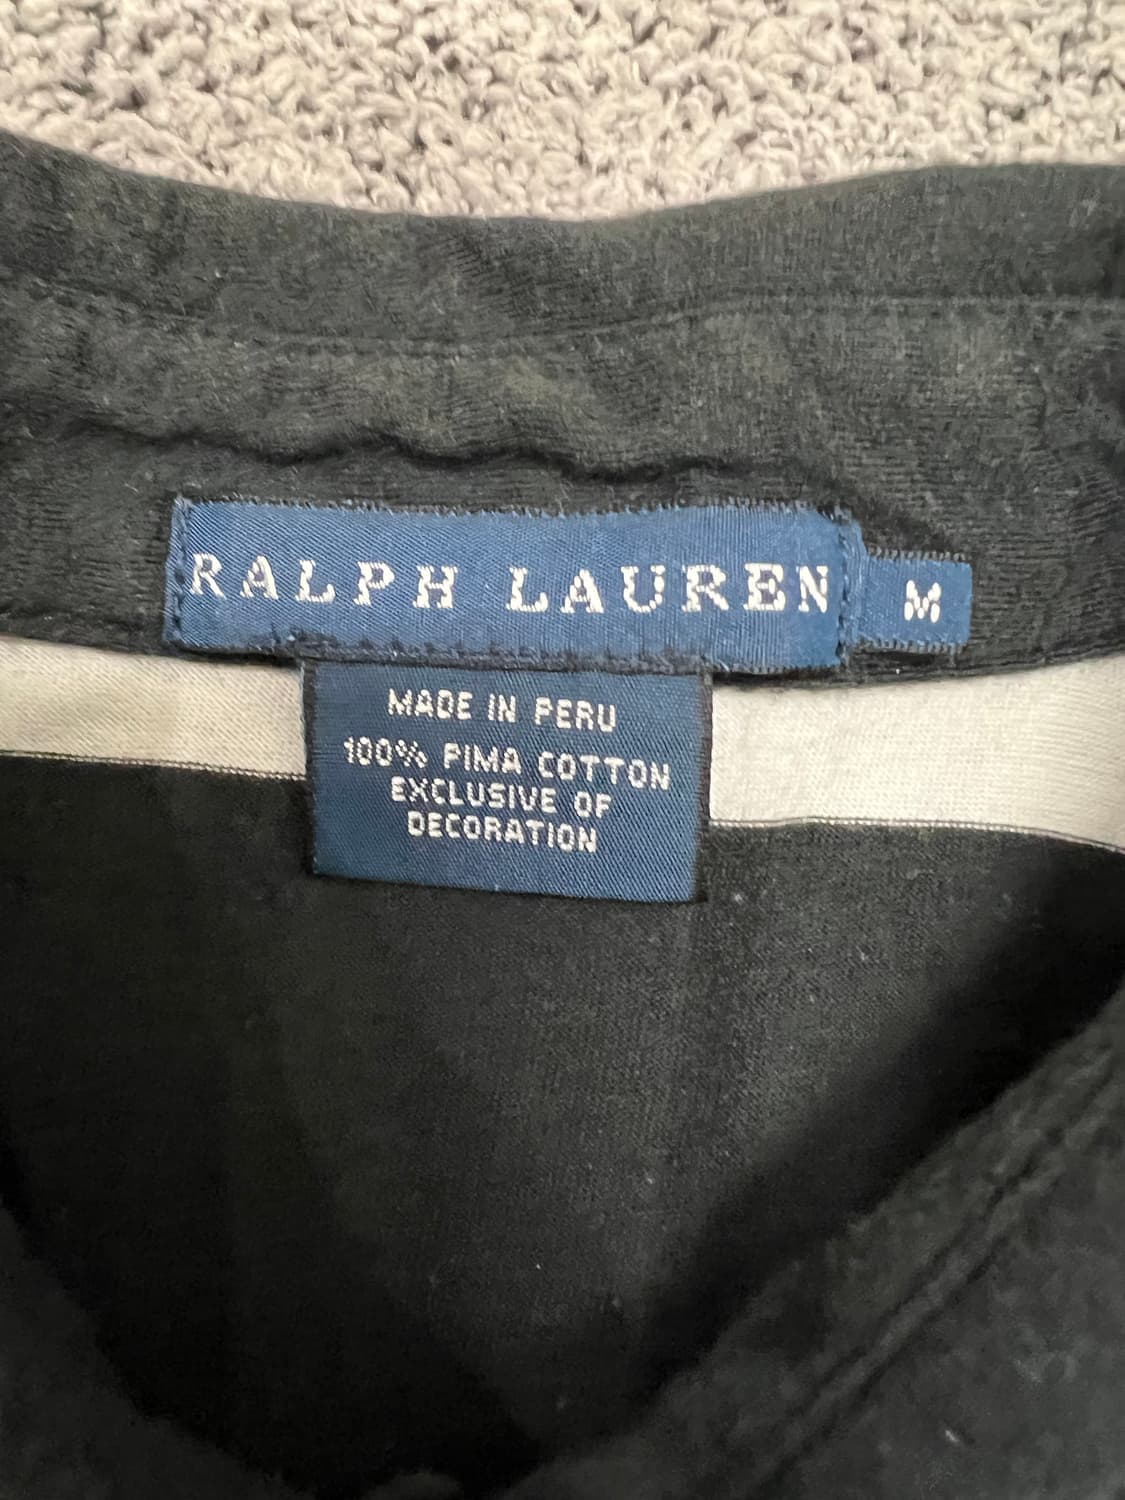 RALPH LAUREN
M
MADE IN PERU
100% PIMA COTTON
EXCLUSIVE OF
DECORATION